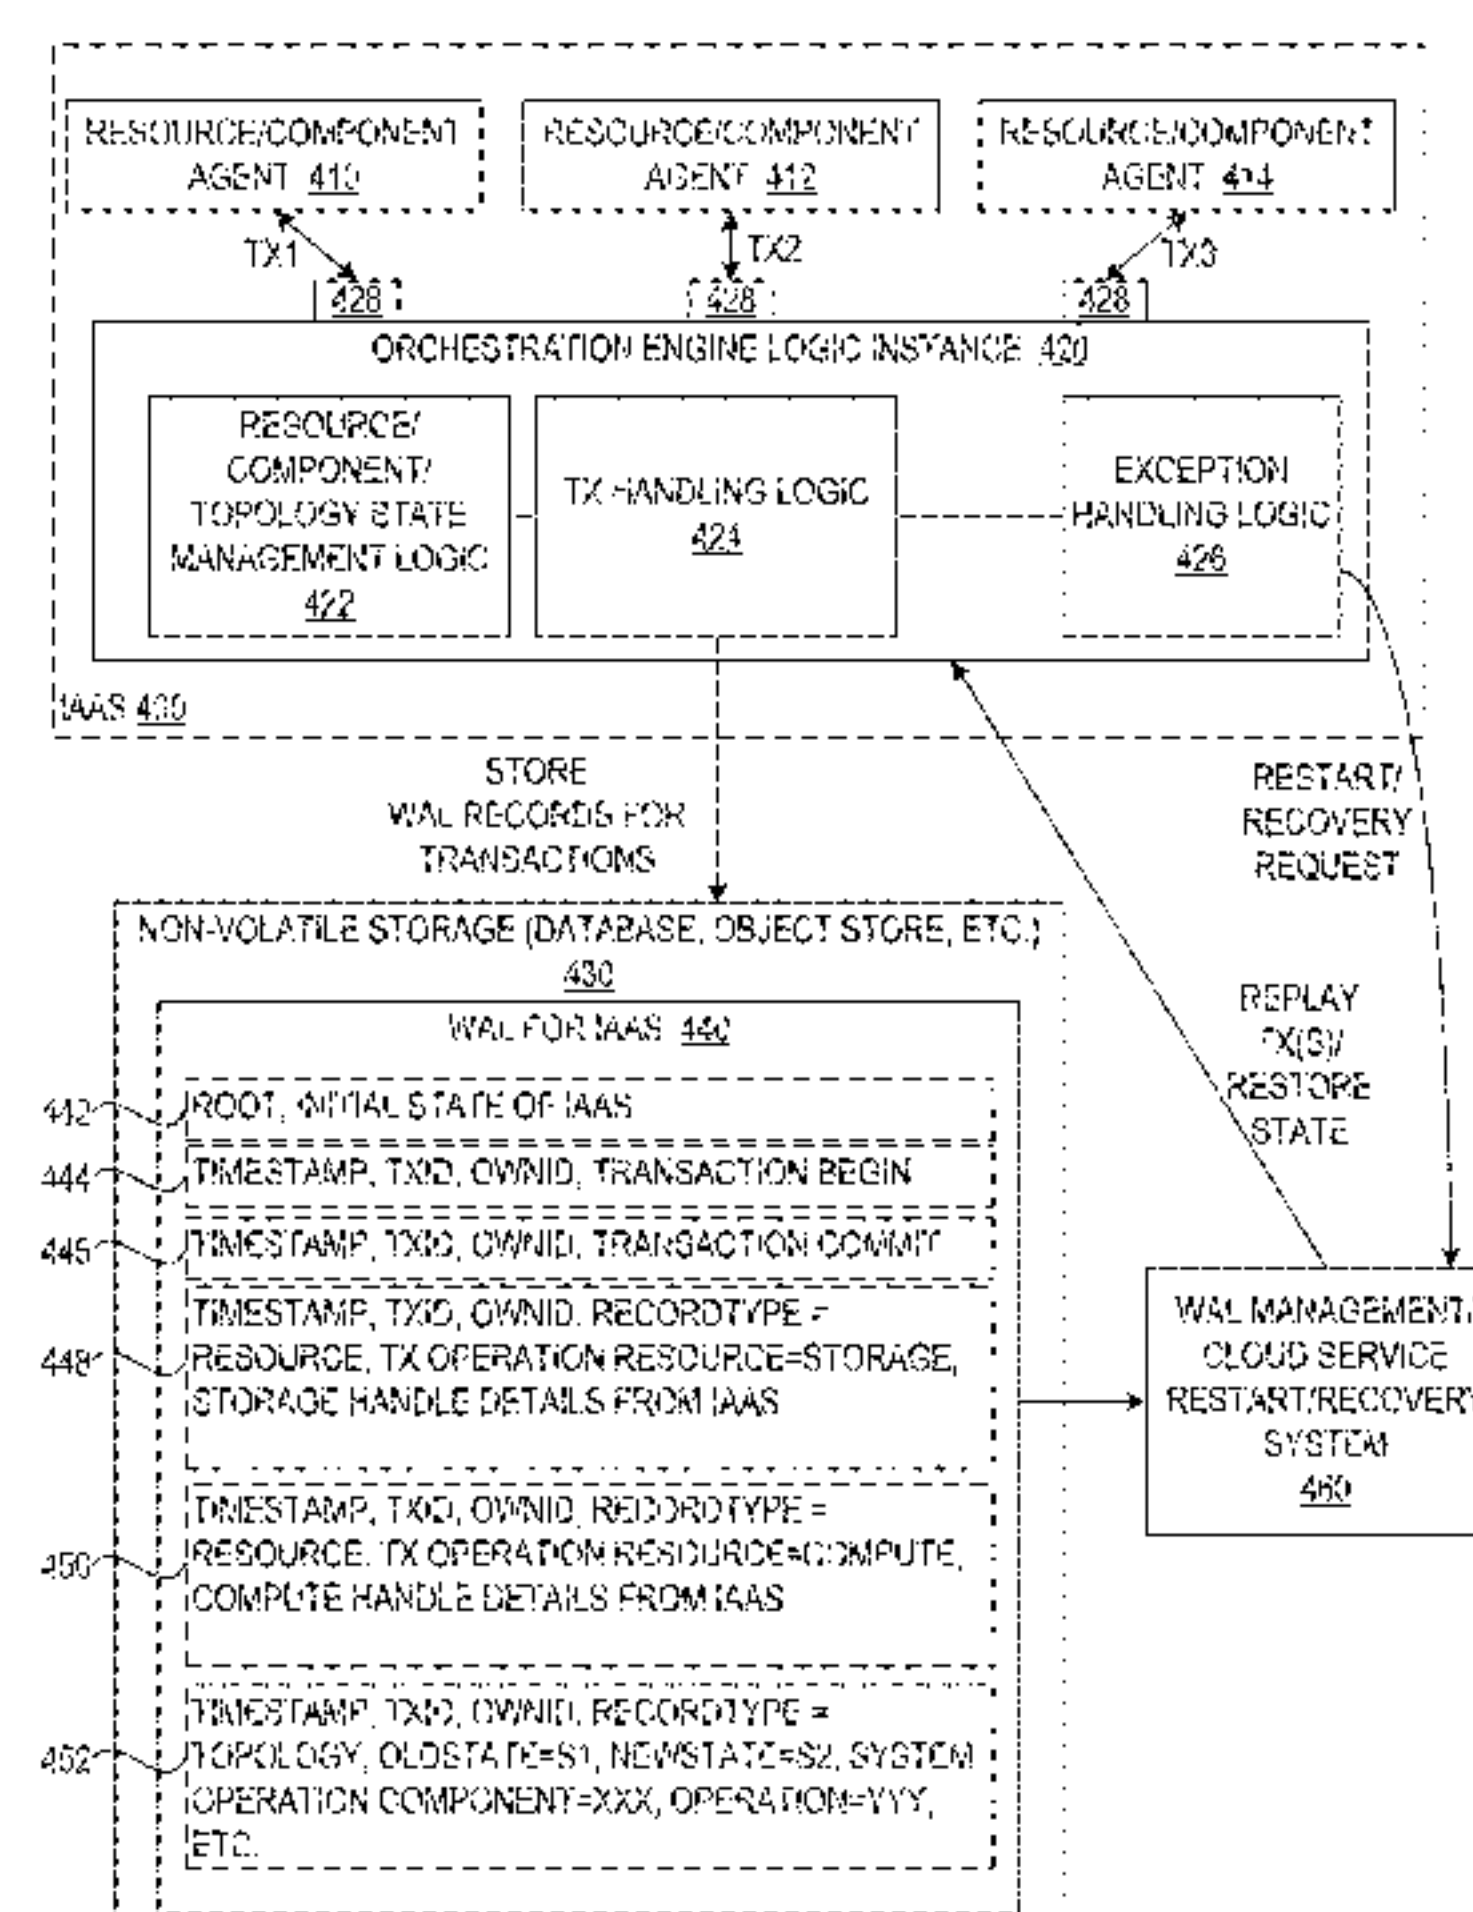 RESOURCE/COMPONENT
AGENT 410
RESOURCE/COMPONENT
AGENT 412
RESOURCE/COMPONENT
AGENT 414
TX1
TX2
TX3
428
428
428
ORCHESTRATION ENGINE LOGIC INSTANCE 420
RESOURCE/
COMPONENT/
TOPOLOGY STATE
MANAGEMENT LOGIC
422
TX HANDLING LOGIC
424
EXCEPTION
HANDLING LOGIC
426
IAAS
STORE
WAL RECORDS FOR
TRANSACTIONS
RESTART/
RECOVERY
REQUEST
NON-VOLATILE STORAGE (DATABASE, OBJECT STORE, ETC.)
430
WAL FOR IAAS 440
REPLAY
TX(S)/
RESTORE
STATE
442
ROOT, INITIAL STATE OF IAAS
444
TIMESTAMP, TXID, OWNID, TRANSACTION BEGIN
446
TIMESTAMP, TXID, OWNID, TRANSACTION COMMIT
448
TIMESTAMP, TXID, OWNID, RECORDTYPE =
RESOURCE, TX OPERATION RESOURCE=STORAGE,
STORAGE HANDLE DETAILS FROM IAAS
450
TIMESTAMP, TXID, OWNID, RECORDTYPE =
RESOURCE, TX OPERATION RESOURCE=COMPUTE,
COMPUTE HANDLE DETAILS FROM IAAS
452
TIMESTAMP, TXID, OWNID, RECORDTYPE =
TOPOLOGY, OLDSTATE=S1, NEWSTATE=S2, SYSTEM
OPERATION COMPONENT=XXX, OPERATION=YYY,
ETC.
WAL MANAGEMENT/
CLOUD SERVICE
RESTART/RECOVERY
SYSTEM
460